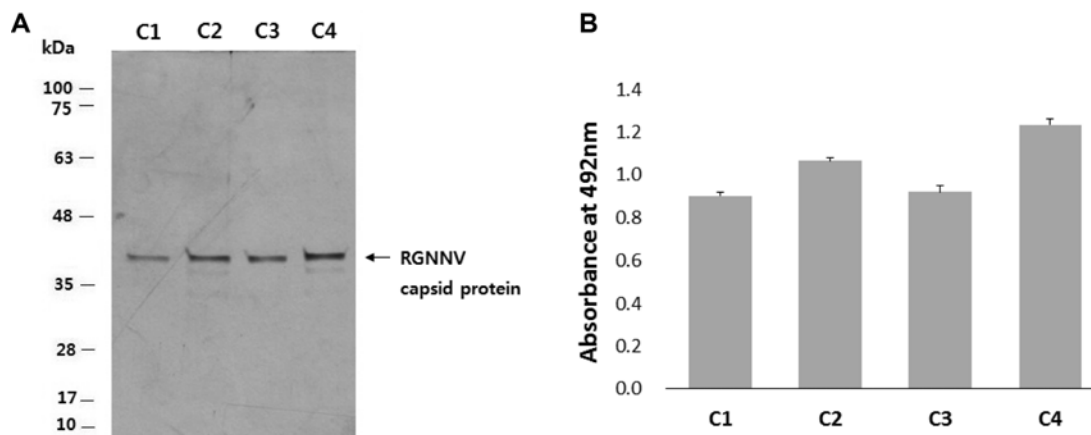 A
C1 C2 C3 C4
kDa
100
75
63
48
35
28
17
10
RGNNV
capsid protein
B
Absorbance at 492nm
1.4
1.2
1.0
0.8
0.6
0.4
0.2
0.0
C1 C2 C3 C4